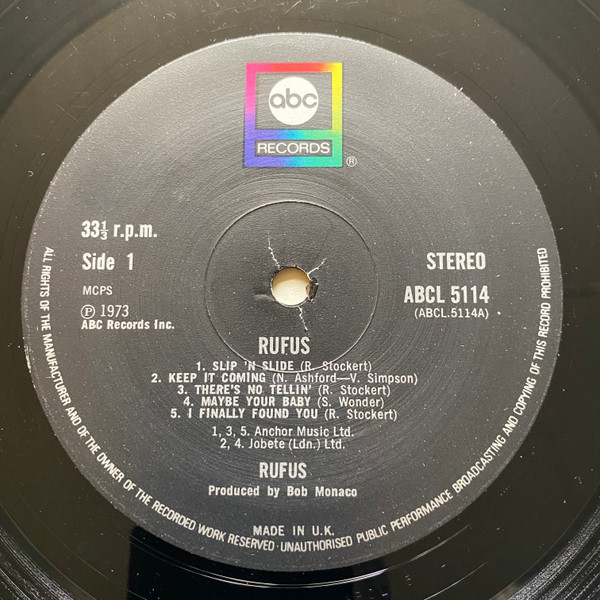 abc
RECORDS
®
33⅓ r.p.m.
Side 1
MCPS
℗ 1973
ABC Records Inc.
STEREO
ABCL 5114
(ABCL.5114A)
RUFUS
1. SLIP 'N SLIDE (R. Stockert)
2. KEEP IT COMING (N. Ashford—V. Simpson)
3. THERE'S NO TELLIN' (R. Stockert)
4. MAYBE YOUR BABY (S. Wonder)
5. I FINALLY FOUND YOU (R. Stockert)
1, 3, 5. Anchor Music Ltd.
2, 4. Jobete (Ldn.) Ltd.
RUFUS
Produced by Bob Monaco
MADE IN U.K.
ALL RIGHTS OF THE MANUFACTURER AND OF THE OWNER OF THE RECORDED WORK RESERVED · UNAUTHORISED PUBLIC PERFORMANCE BROADCASTING AND COPYING OF THIS RECORD PROHIBITED